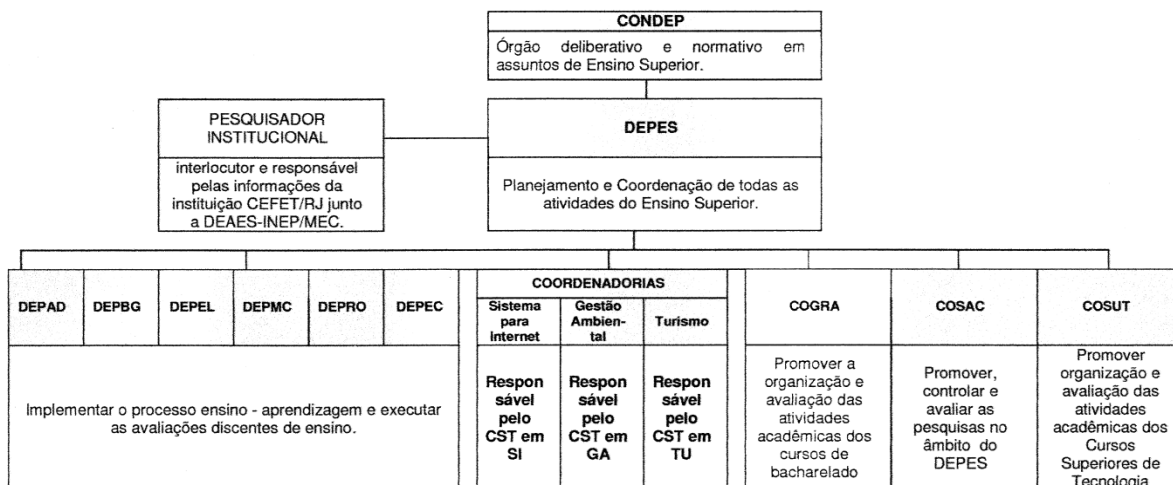 CONDEP
Órgão deliberativo e normativo em
assuntos de Ensino Superior.
PESQUISADOR
INSTITUCIONAL
interlocutor e responsável
pelas informações da
instituição CEFET/RJ junto
a DEAES-INEP/MEC.
DEPES
Planejamento e Coordenação de todas as
atividades do Ensino Superior.
DEPAD
DEPBG
DEPEL
DEPMC
DEPRO
DEPEC
Implementar o processo ensino - aprendizagem e executar
as avaliações discentes de ensino.
COORDENADORIAS
Sistema
para
Internet
Gestão
Ambien-
tal
Turismo
Respon
sável
pelo
CST em
SI
Respon
sável
pelo
CST em
GA
Respon
sável
pelo
CST em
TU
COGRA
Promover a
organização e
avaliação das
atividades
acadêmicas dos
cursos de
bacharelado
COSAC
Promover,
controlar e
avaliar as
pesquisas no
âmbito do
DEPES
COSUT
Promover
organização e
avaliação das
atividades
acadêmicas dos
Cursos
Superiores de
Tecnologia